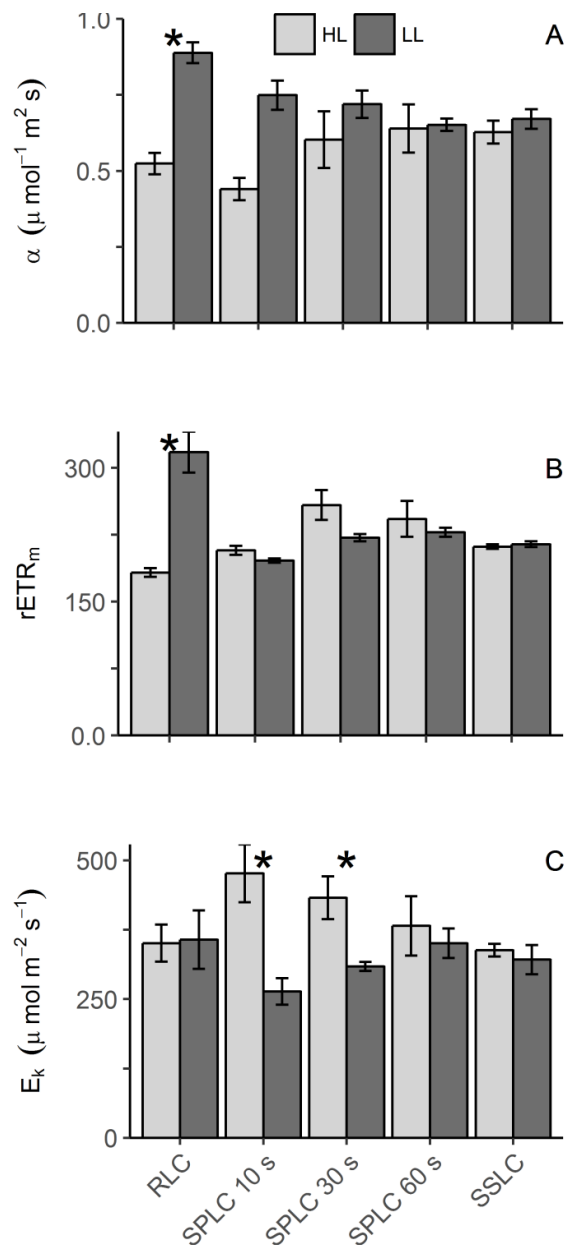 HL LL
A
1.0
0.5
0.0
α (μ mol⁻¹ m² s)
*
B
300
150
0.0
rETRₘ
*
C
500
250
0
Eₖ (μ mol m⁻² s⁻¹)
* *
RLC SPLC 10 s SPLC 30 s SPLC 60 s SSLC